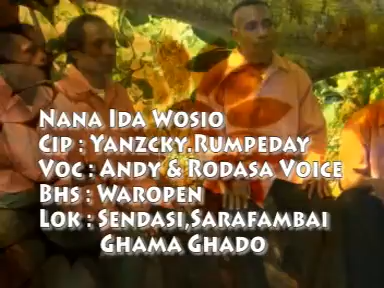 Nana Ida Wosio
Cip : Yanzcky.Rumpeday
Voc : Andy & Rodasa Voice
Bhs : Waropen
Lok : Sendasi,Sarafambai
Ghama Ghado